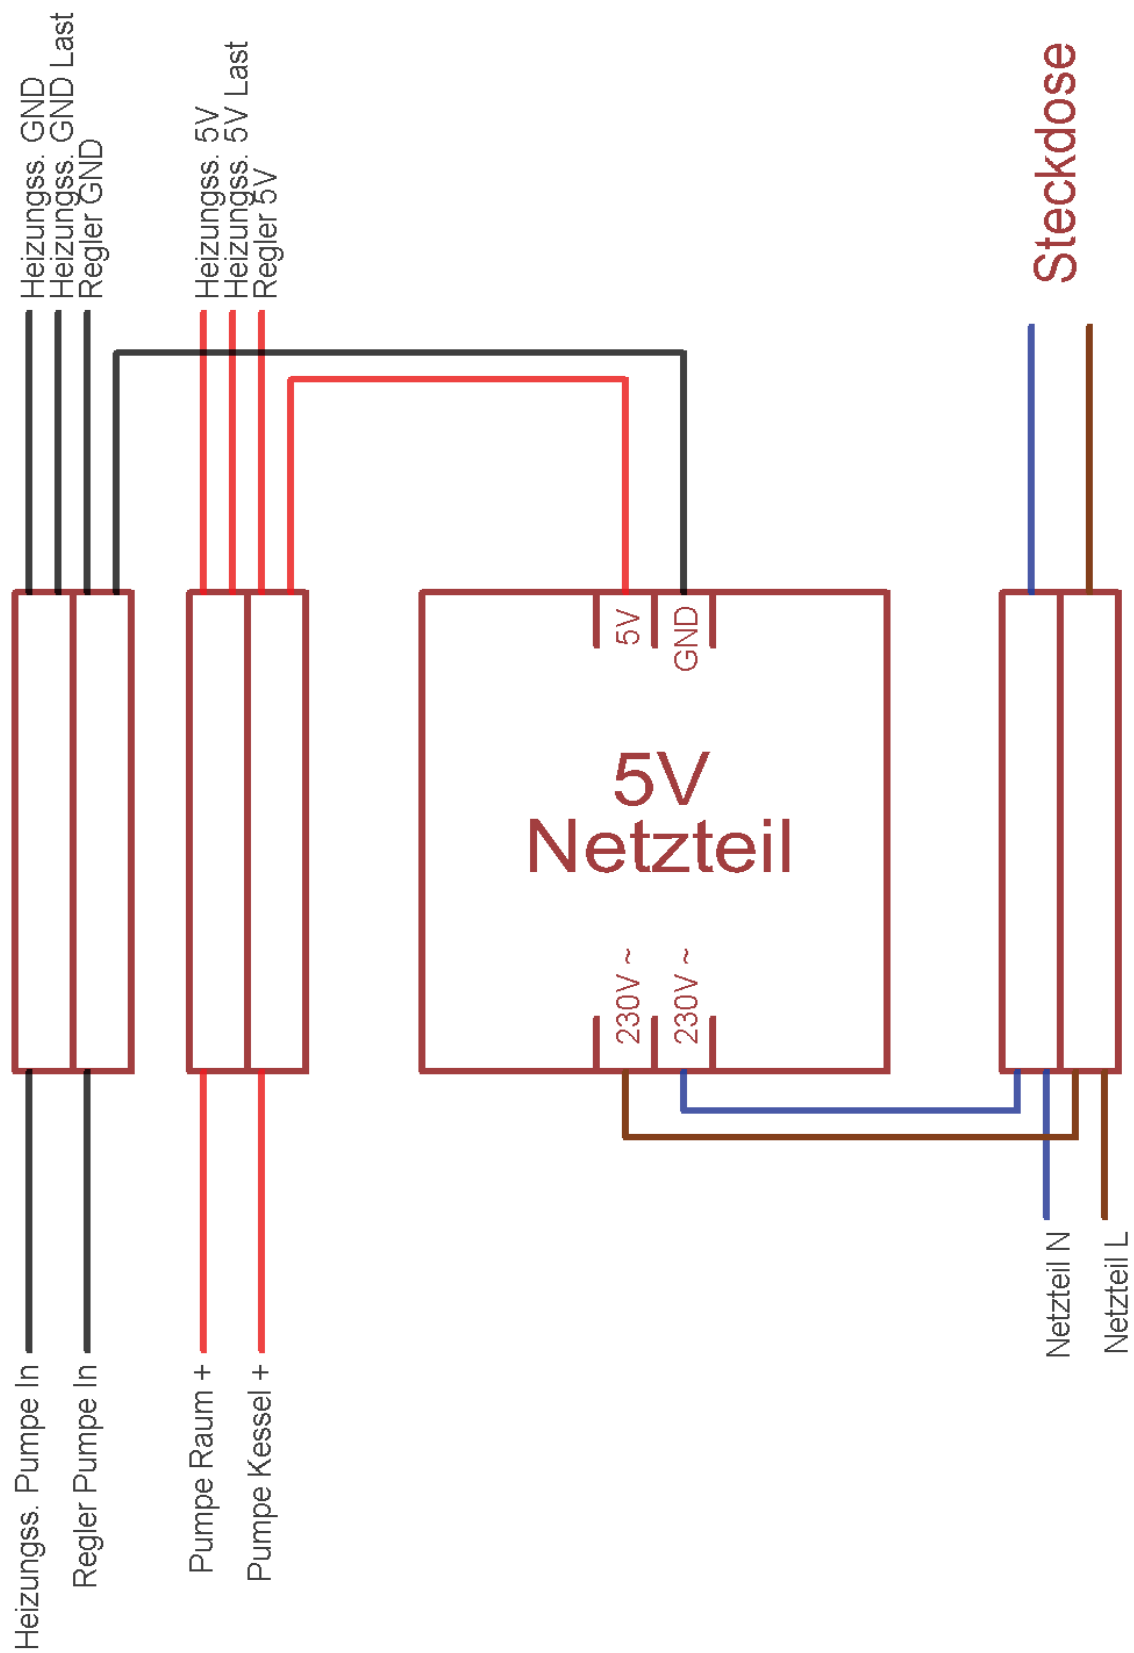 Heizungss. GND
Heizungss. GND Last
Regler GND
Heizungss. 5V
Heizungss. 5V Last
Regler 5V
Steckdose
5V
GND
5V
Netzteil
230V ~
230V ~
Heizungss. Pumpe In
Regler Pumpe In
Pumpe Raum +
Pumpe Kessel +
Netzteil N
Netzteil L